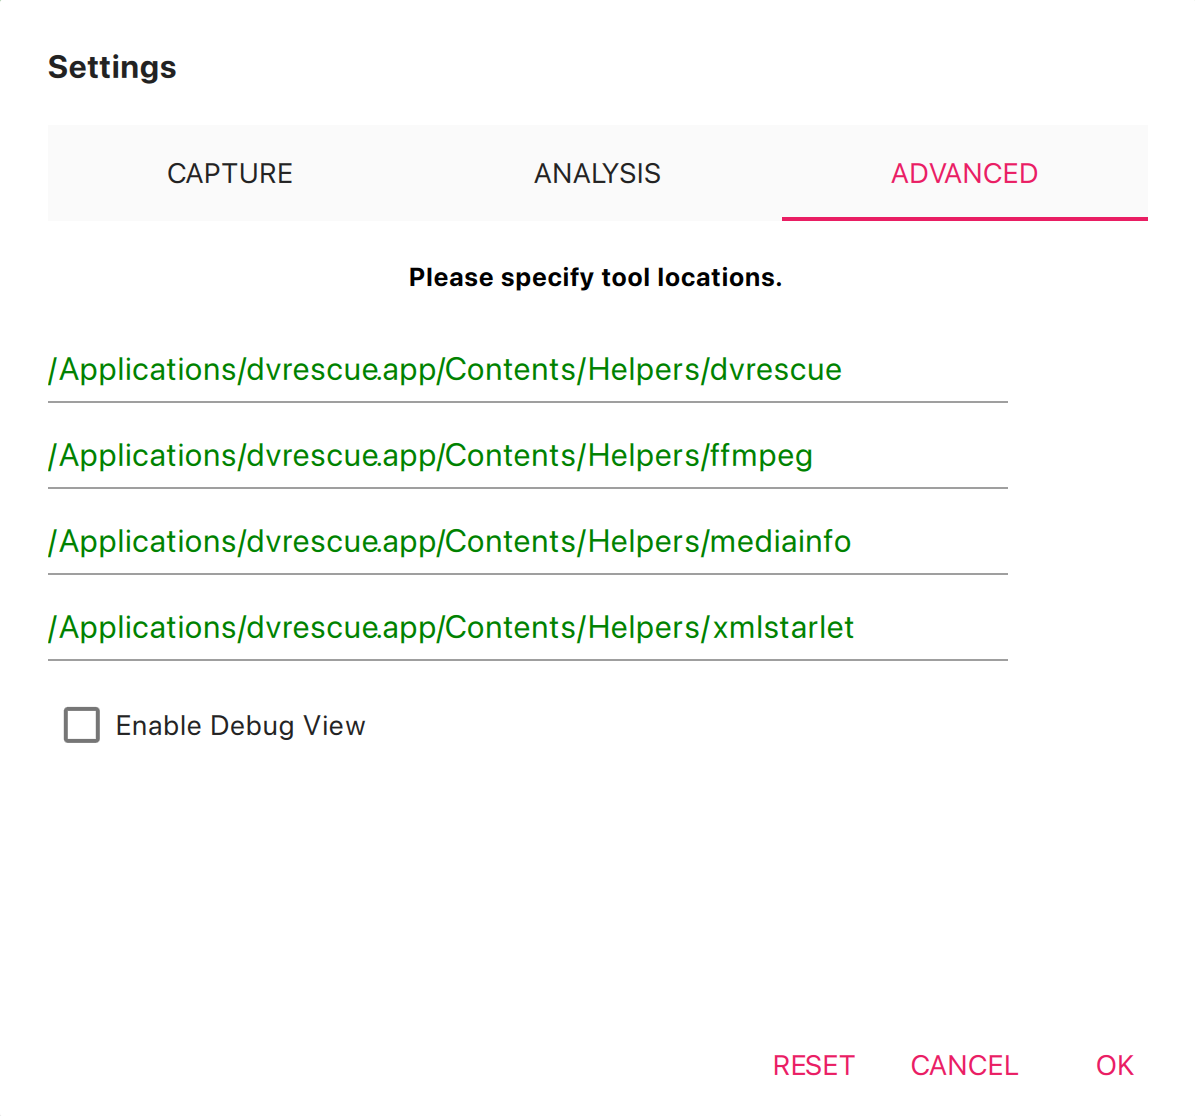 Settings
CAPTURE ANALYSIS ADVANCED
Please specify tool locations.
/Applications/dvrescue.app/Contents/Helpers/dvrescue
/Applications/dvrescue.app/Contents/Helpers/ffmpeg
/Applications/dvrescue.app/Contents/Helpers/mediainfo
/Applications/dvrescue.app/Contents/Helpers/xmlstarlet
Enable Debug View
RESET CANCEL OK